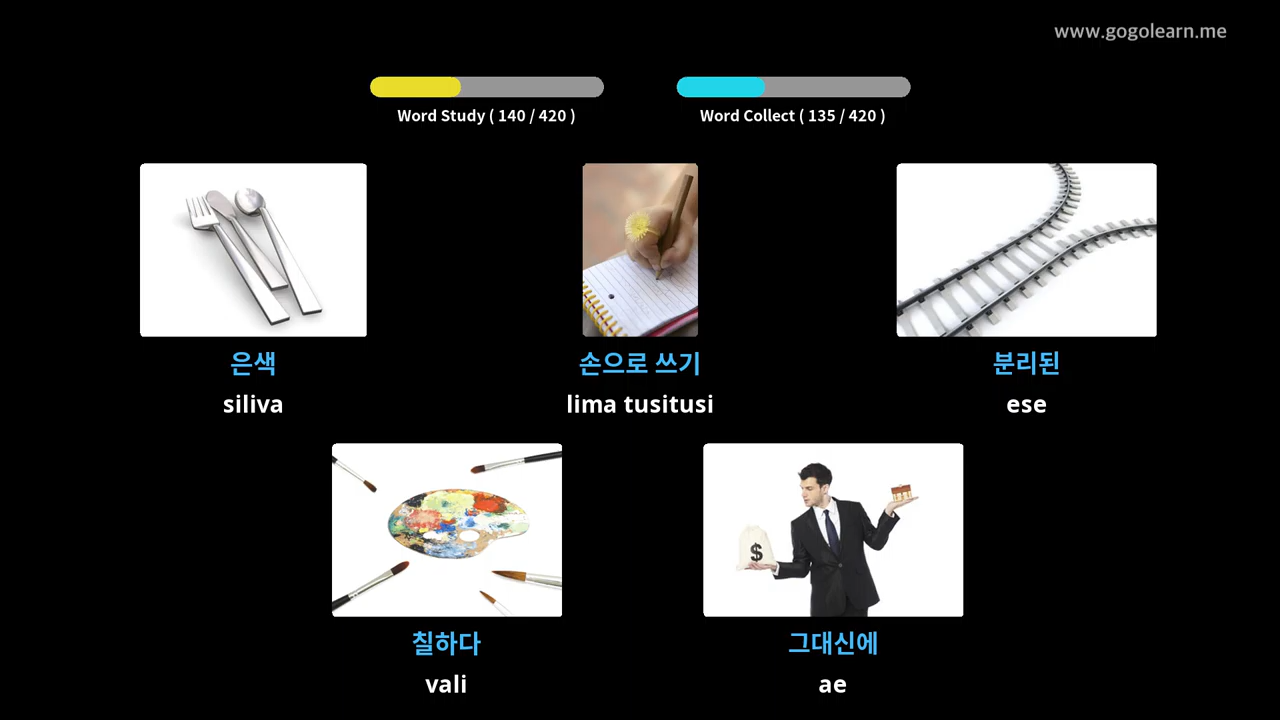 www.gogolearn.me
Word Study ( 140 / 420 )
Word Collect ( 135 / 420 )
은색
siliva
손으로 쓰기
lima tusitusi
분리된
ese
$
칠하다
vali
그대신에
ae